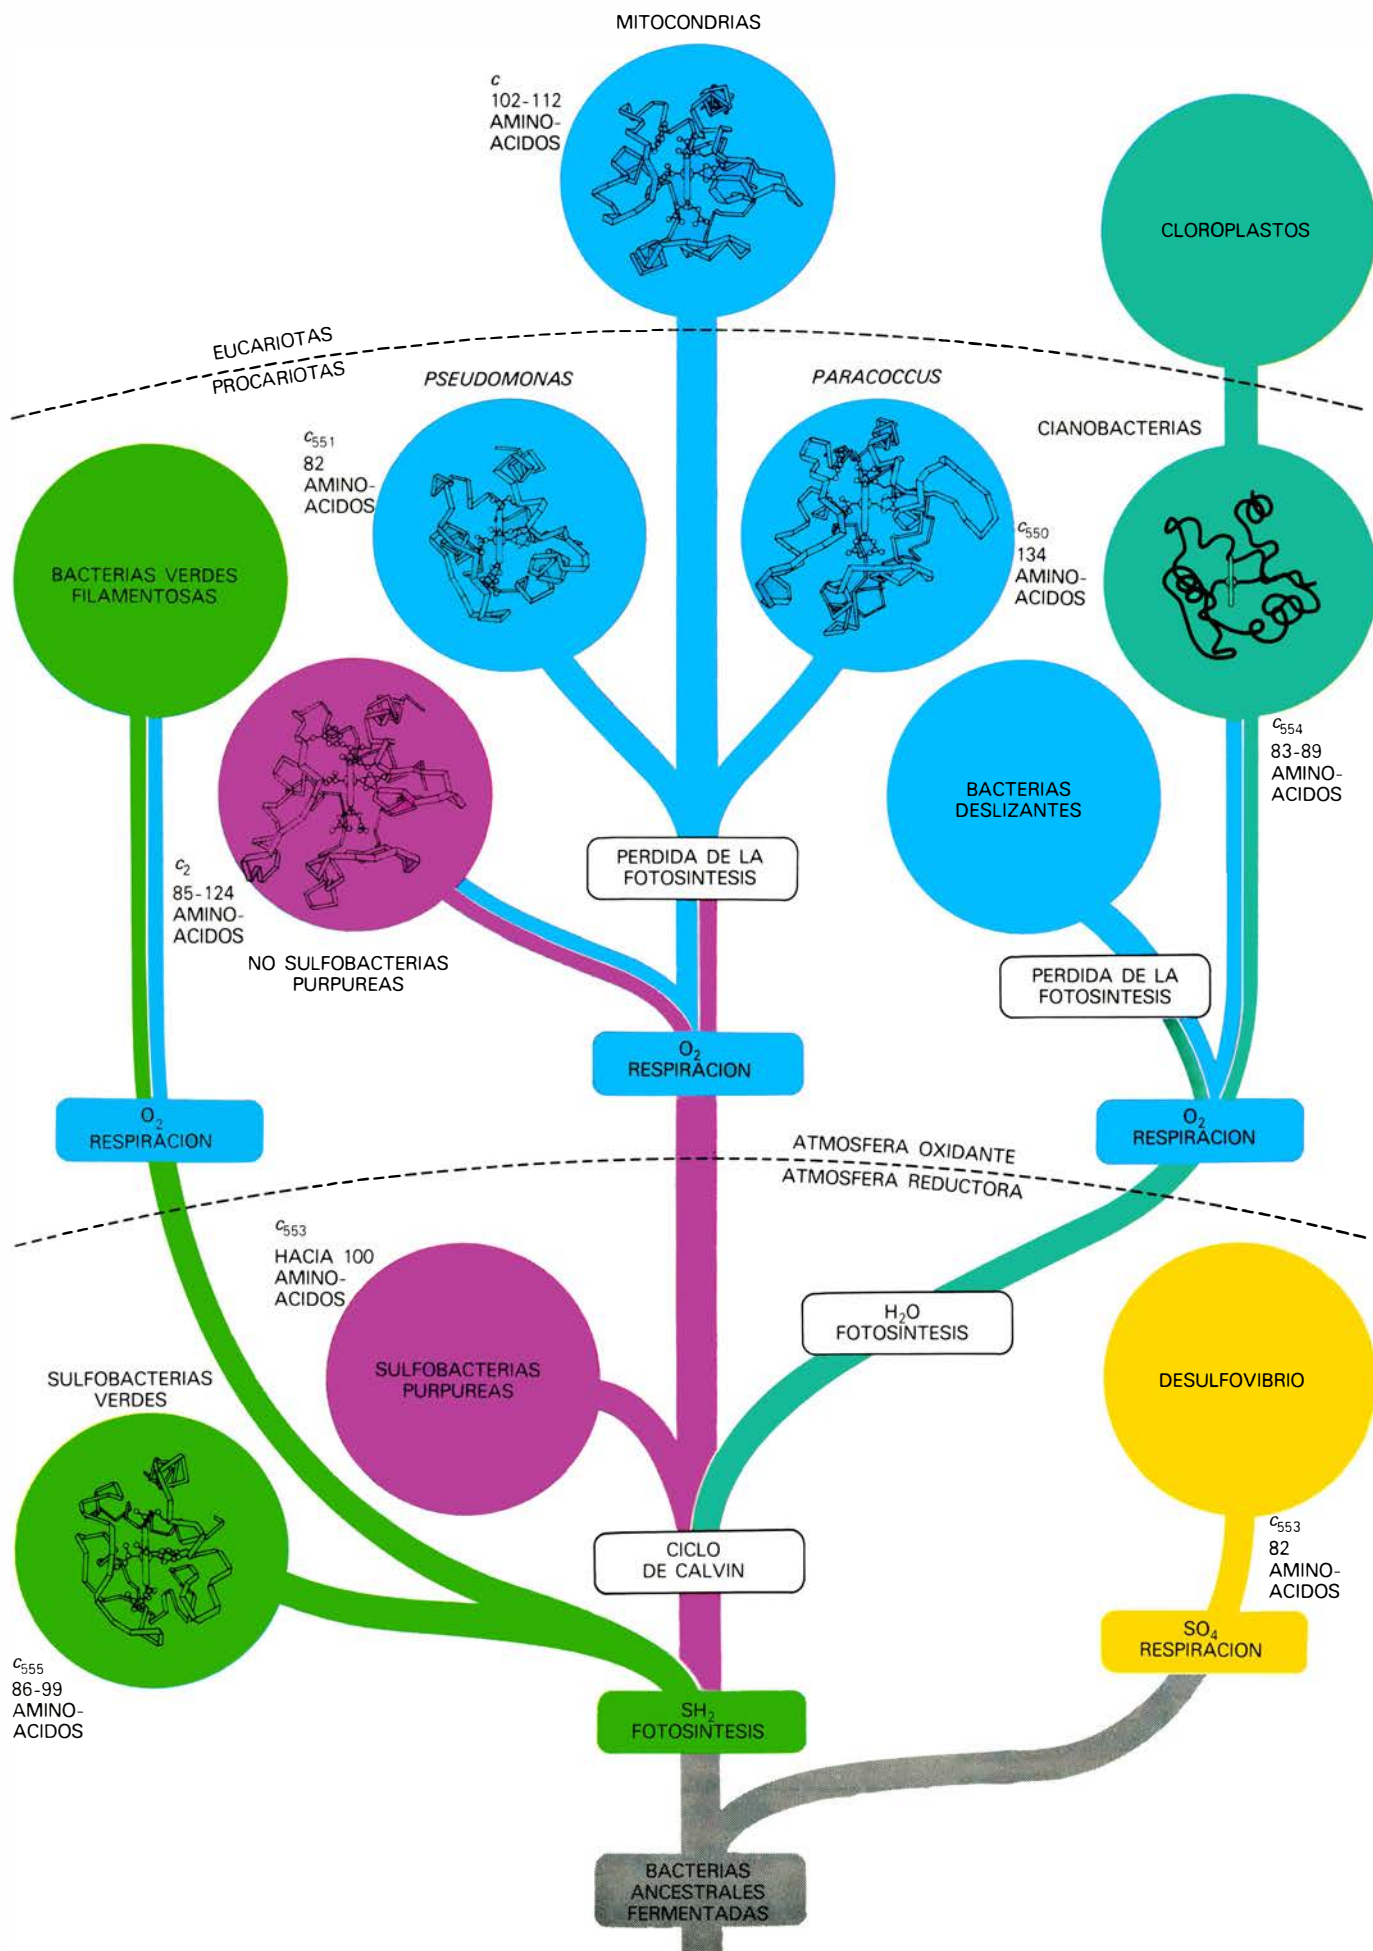 MITOCONDRIAS
c
102-112
AMINO-
ACIDOS
CLOROPLASTOS
EUCARIOTAS
PROCARIOTAS
PSEUDOMONAS
PARACOCCUS
CIANOBACTERIAS
c551
82
AMINO-
ACIDOS
c550
134
AMINO-
ACIDOS
BACTERIAS VERDES
FILAMENTOSAS
c554
83-89
AMINO-
ACIDOS
BACTERIAS
DESLIZANTES
PERDIDA DE LA
FOTOSINTESIS
c2
85-124
AMINO-
ACIDOS
NO SULFOBACTERIAS
PURPUREAS
PERDIDA DE LA
FOTOSINTESIS
O2
RESPIRACION
O2
RESPIRACION
O2
RESPIRACION
ATMOSFERA OXIDANTE
ATMOSFERA REDUCTORA
c553
HACIA 100
AMINO-
ACIDOS
H2O
FOTOSINTESIS
SULFOBACTERIAS
PURPUREAS
DESULFOVIBRIO
SULFOBACTERIAS
VERDES
CICLO
DE CALVIN
c553
82
AMINO-
ACIDOS
SO4
RESPIRACION
c555
86-99
AMINO-
ACIDOS
SH2
FOTOSINTESIS
BACTERIAS
ANCESTRALES
FERMENTADAS